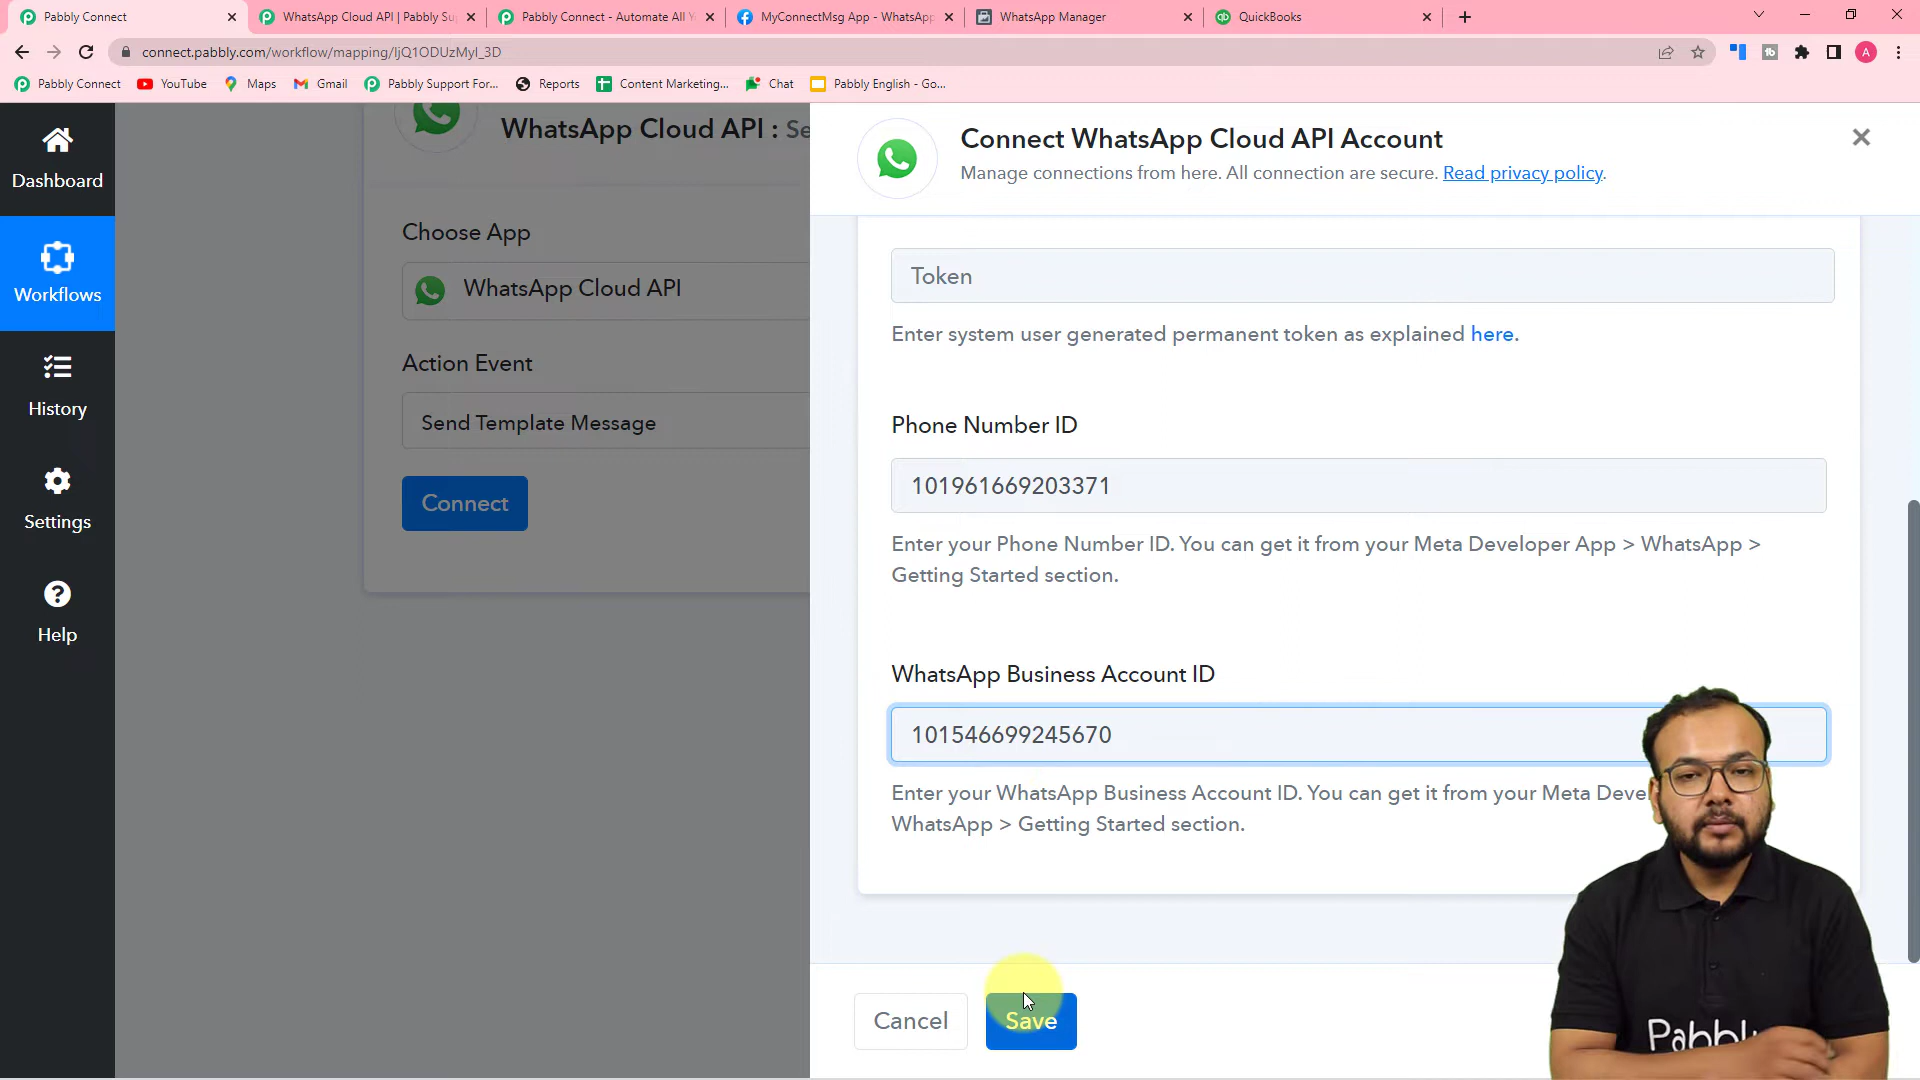 Pabbly Connect
WhatsApp Cloud API | Pabbly Su
Pabbly Connect - Automate All Y
MyConnectMsg App - WhatsApp
WhatsApp Manager
QuickBooks
connect.pabbly.com/workflow/mapping/IjQ1ODUzMyI_3D
A
Pabbly Connect
YouTube
Maps
Gmail
Pabbly Support For...
Reports
Content Marketing...
Chat
Pabbly English - Go...
Dashboard
Workflows
History
Settings
Help
WhatsApp Cloud API : Se
Choose App
WhatsApp Cloud API
Action Event
Send Template Message
Connect
Connect WhatsApp Cloud API Account
Manage connections from here. All connection are secure. Read privacy policy.
Token
Enter system user generated permanent token as explained here.
Phone Number ID
101961669203371
Enter your Phone Number ID. You can get it from your Meta Developer App > WhatsApp >
Getting Started section.
WhatsApp Business Account ID
101546699245670
Enter your WhatsApp Business Account ID. You can get it from your Meta Deve
WhatsApp > Getting Started section.
Cancel
Save
Pabbly